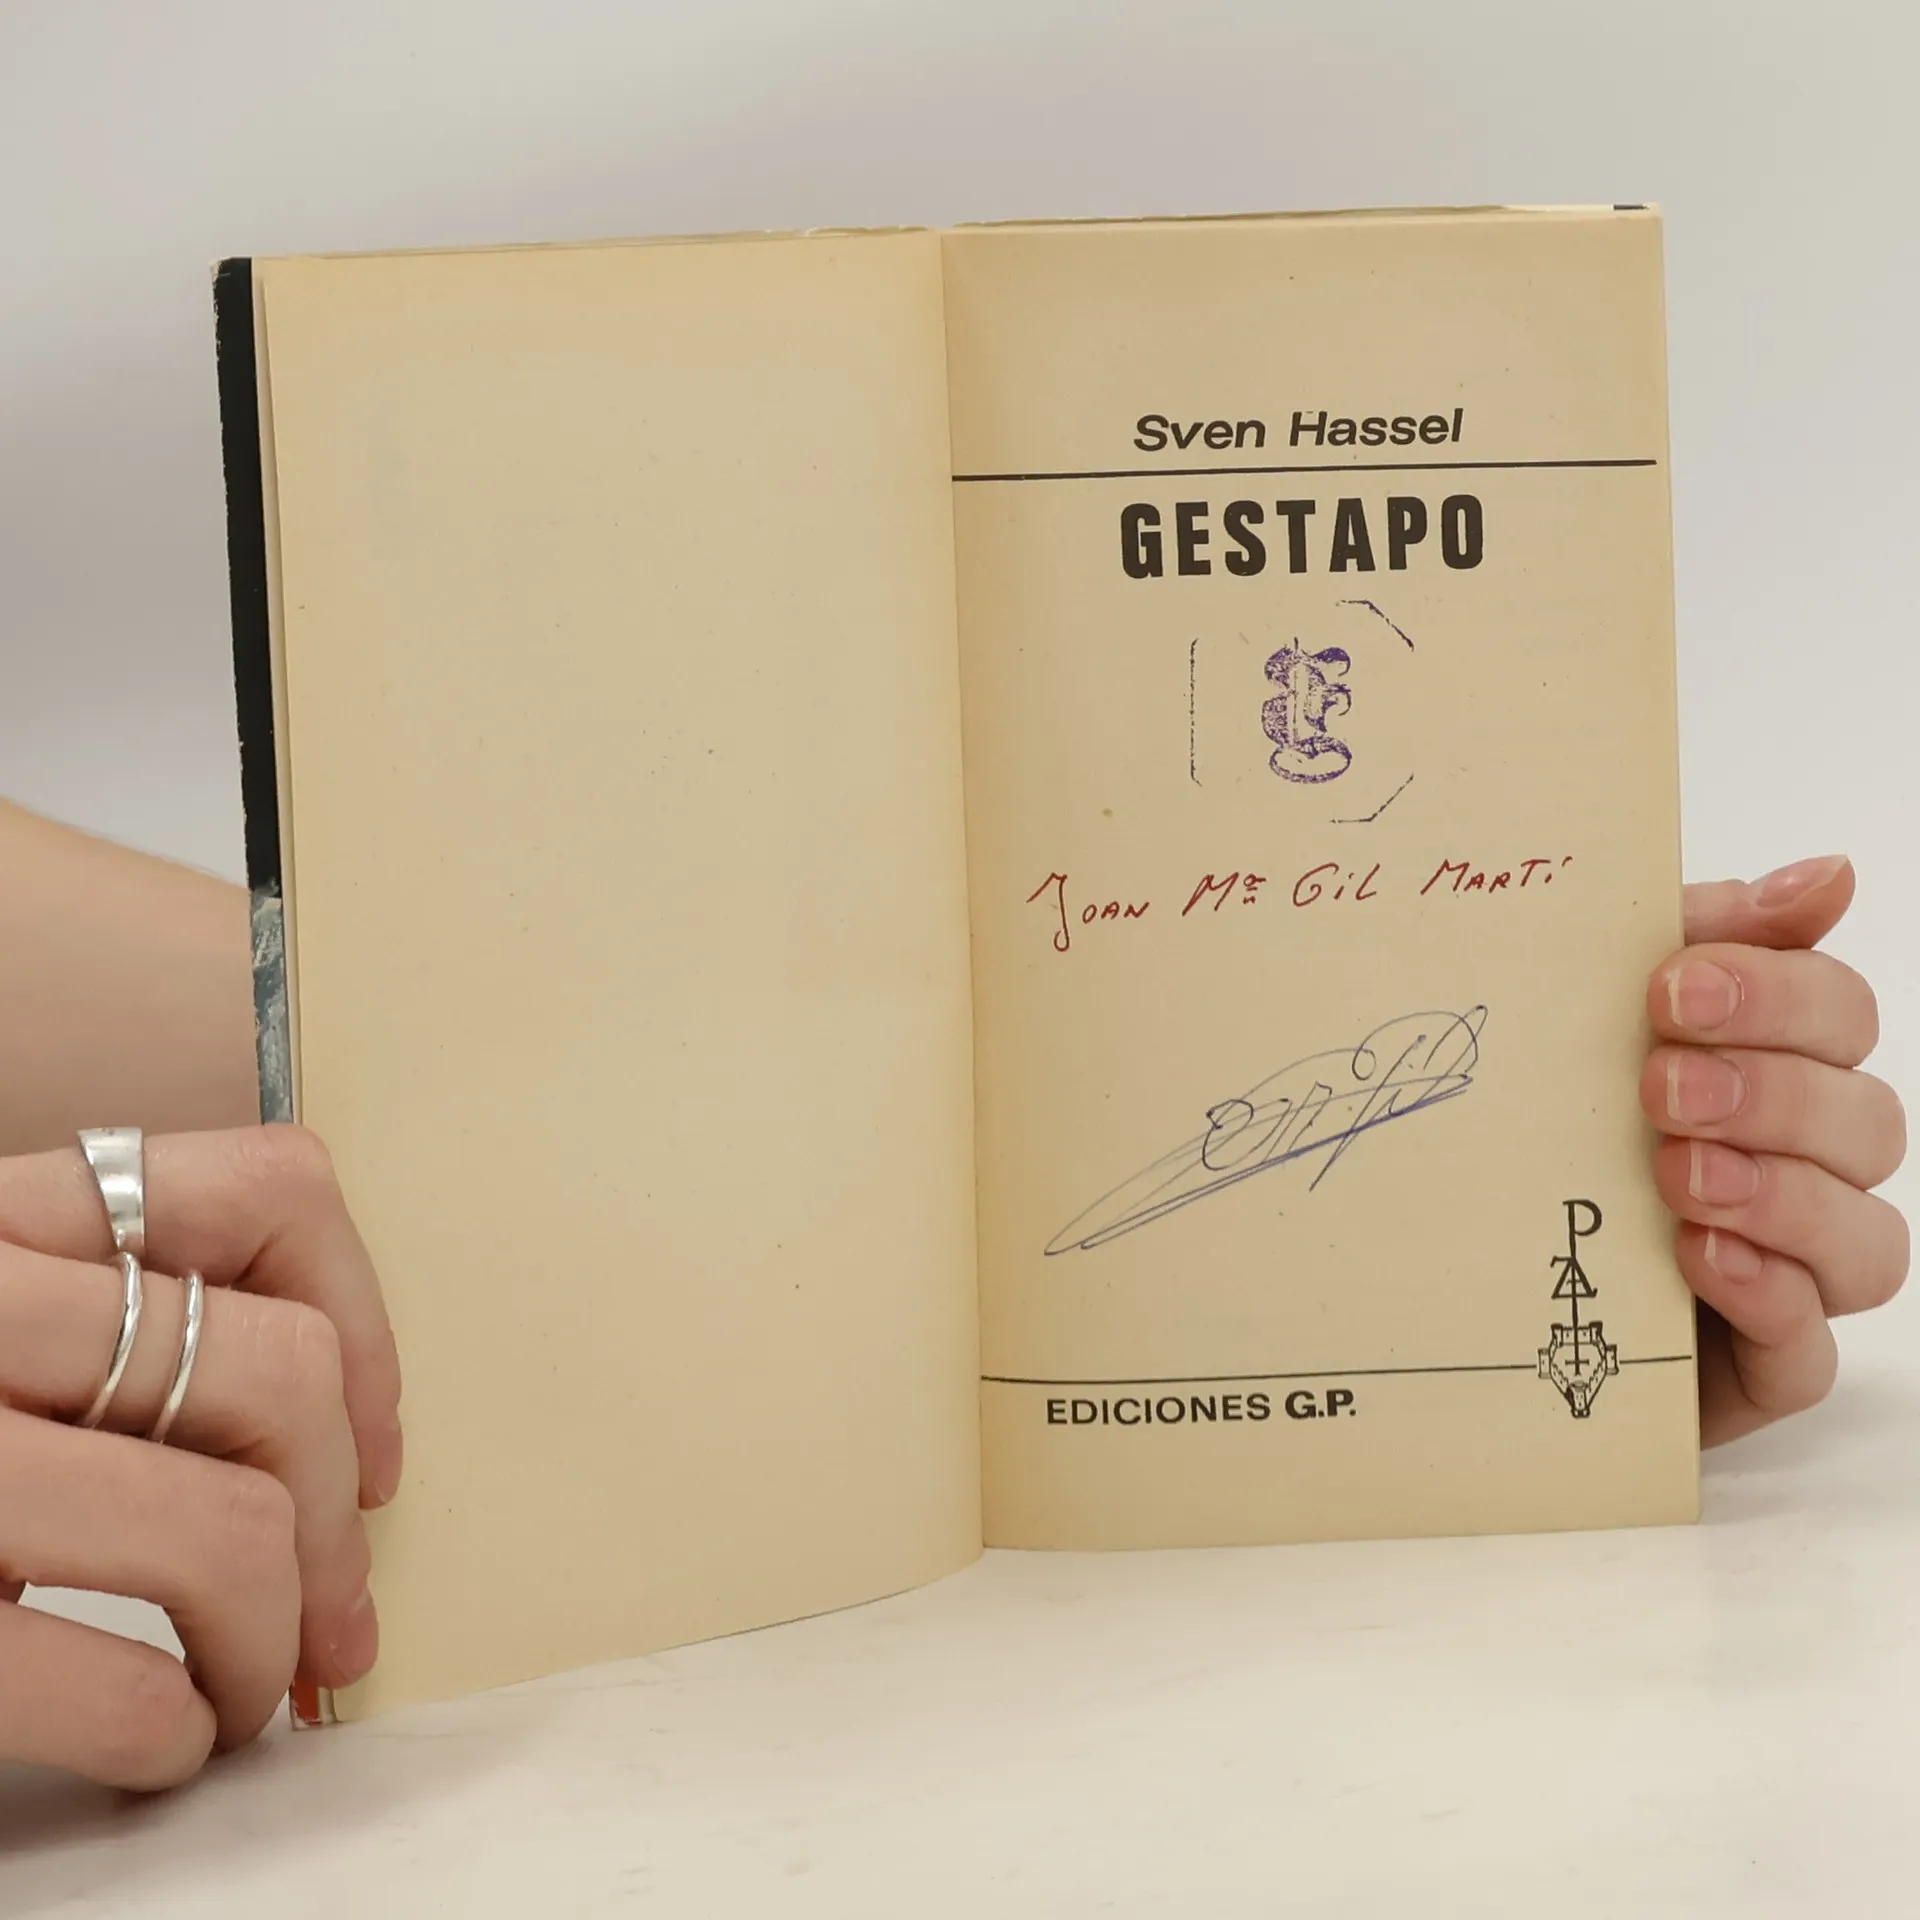 Sven Hassel
GESTAPO
Joan Mª Gil Martí
EDICIONES G.P.